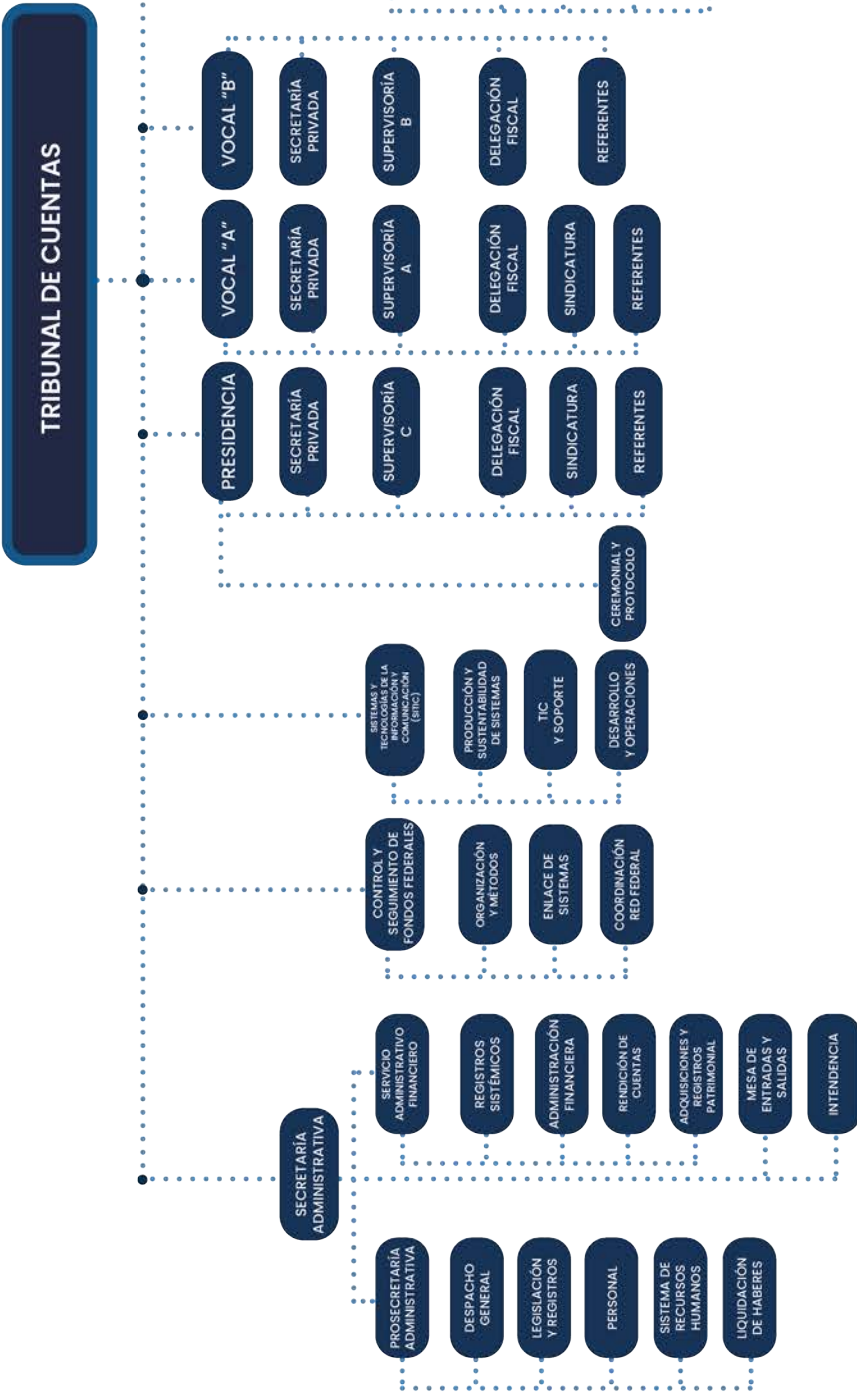 TRIBUNAL DE CUENTAS
SECRETARÍA
ADMINISTRATIVA
PROSECRETARÍA
ADMINISTRATIVA
DESPACHO
GENERAL
LEGISLACIÓN
Y REGISTROS
PERSONAL
SISTEMA DE
RECURSOS
HUMANOS
LIQUIDACIÓN
DE HABERES
SERVICIO
ADMINISTRATIVO
FINANCIERO
REGISTROS
SISTÉMICOS
ADMINISTRACIÓN
FINANCIERA
RENDICIÓN DE
CUENTAS
ADQUISICIONES Y
REGISTROS
PATRIMONIAL
MESA DE
ENTRADAS Y
SALIDAS
INTENDENCIA
CONTROL Y
SEGUIMIENTO DE
FONDOS FEDERALES
ORGANIZACIÓN
Y MÉTODOS
ENLACE DE
SISTEMAS
COORDINACIÓN
RED FEDERAL
SISTEMAS Y
TECNOLOGÍAS DE LA
INFORMACIÓN Y
COMUNICACIÓN
(SITIC)
PRODUCCIÓN Y
SUSTENTABILIDAD
DE SISTEMAS
TIC
Y SOPORTE
DESARROLLO
Y OPERACIONES
CEREMONIAL Y
PROTOCOLO
PRESIDENCIA
SECRETARÍA
PRIVADA
SUPERVISORÍA
C
DELEGACIÓN
FISCAL
SINDICATURA
REFERENTES
VOCAL "A"
SECRETARÍA
PRIVADA
SUPERVISORÍA
A
DELEGACIÓN
FISCAL
SINDICATURA
REFERENTES
VOCAL "B"
SECRETARÍA
PRIVADA
SUPERVISORÍA
B
DELEGACIÓN
FISCAL
REFERENTES